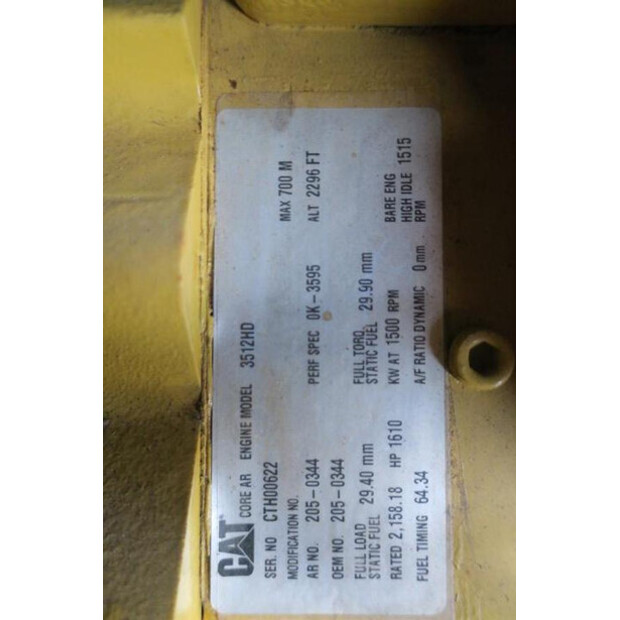 CAT CORE AR ENGINE MODEL 3512HD
SER. NO CTH00622 MAX 700 M
MODIFICATION NO.
AR NO. 205-0344 PERF SPEC 0K-3595 ALT 2296 FT
OEM NO. 205-0344
FULL LOAD FULL TORQ
STATIC FUEL 29.40 mm STATIC FUEL 29.90 mm
RATED 2,158.18 HP 1610 KW AT 1500 RPM BARE ENG
HIGH IDLE 1515
FUEL TIMING 64.34 A/F RATIO DYNAMIC 0 mm RPM